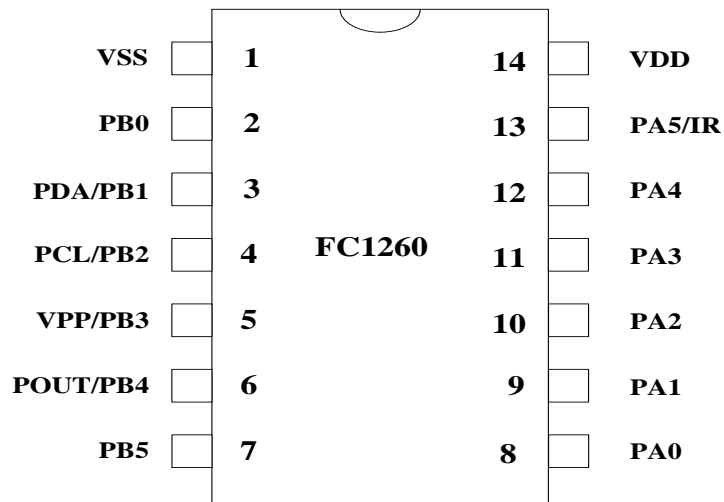 VSS 1 14 VDD
PB0 2 13 PA5/IR
PDA/PB1 3 12 PA4
PCL/PB2 4 FC1260 11 PA3
VPP/PB3 5 10 PA2
POUT/PB4 6 9 PA1
PB5 7 8 PA0